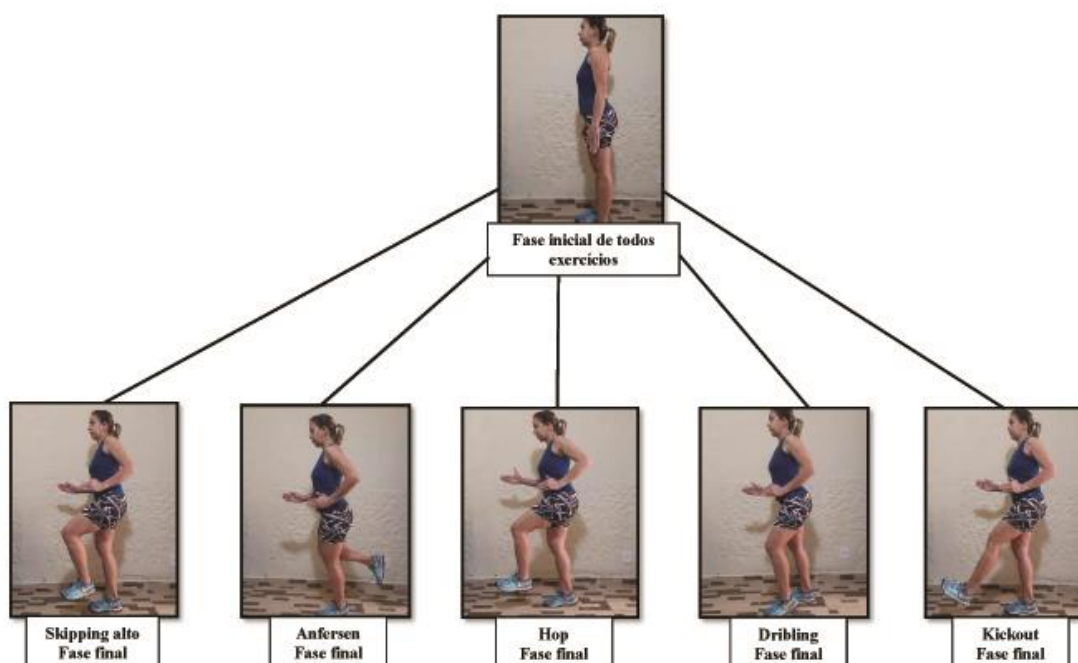 Fase inicial de todos
exercícios
Skipping alto
Fase final
Anfersen
Fase final
Hop
Fase final
Dribling
Fase final
Kickout
Fase final